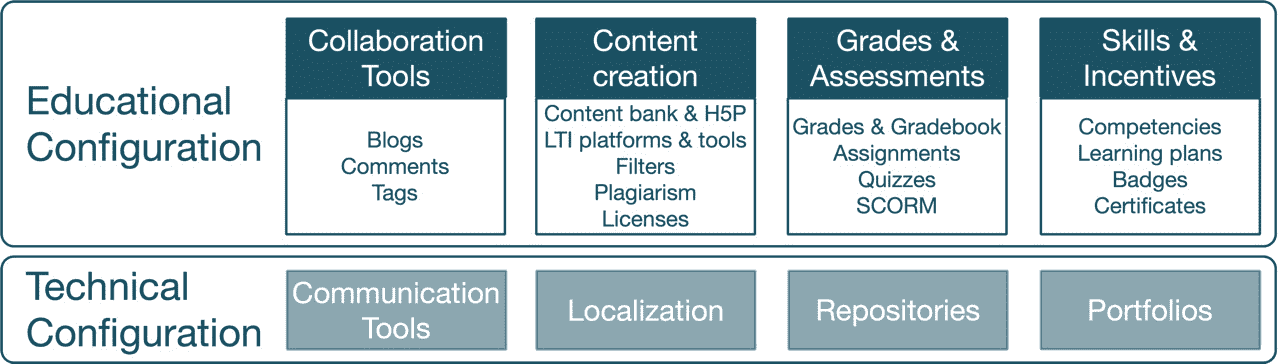 Educational
Configuration
Collaboration
Tools
Blogs
Comments
Tags
Content
creation
Content bank & H5P
LTI platforms & tools
Filters
Plagiarism
Licenses
Grades &
Assessments
Grades & Gradebook
Assignments
Quizzes
SCORM
Skills &
Incentives
Competencies
Learning plans
Badges
Certificates
Technical
Configuration
Communication
Tools
Localization
Repositories
Portfolios